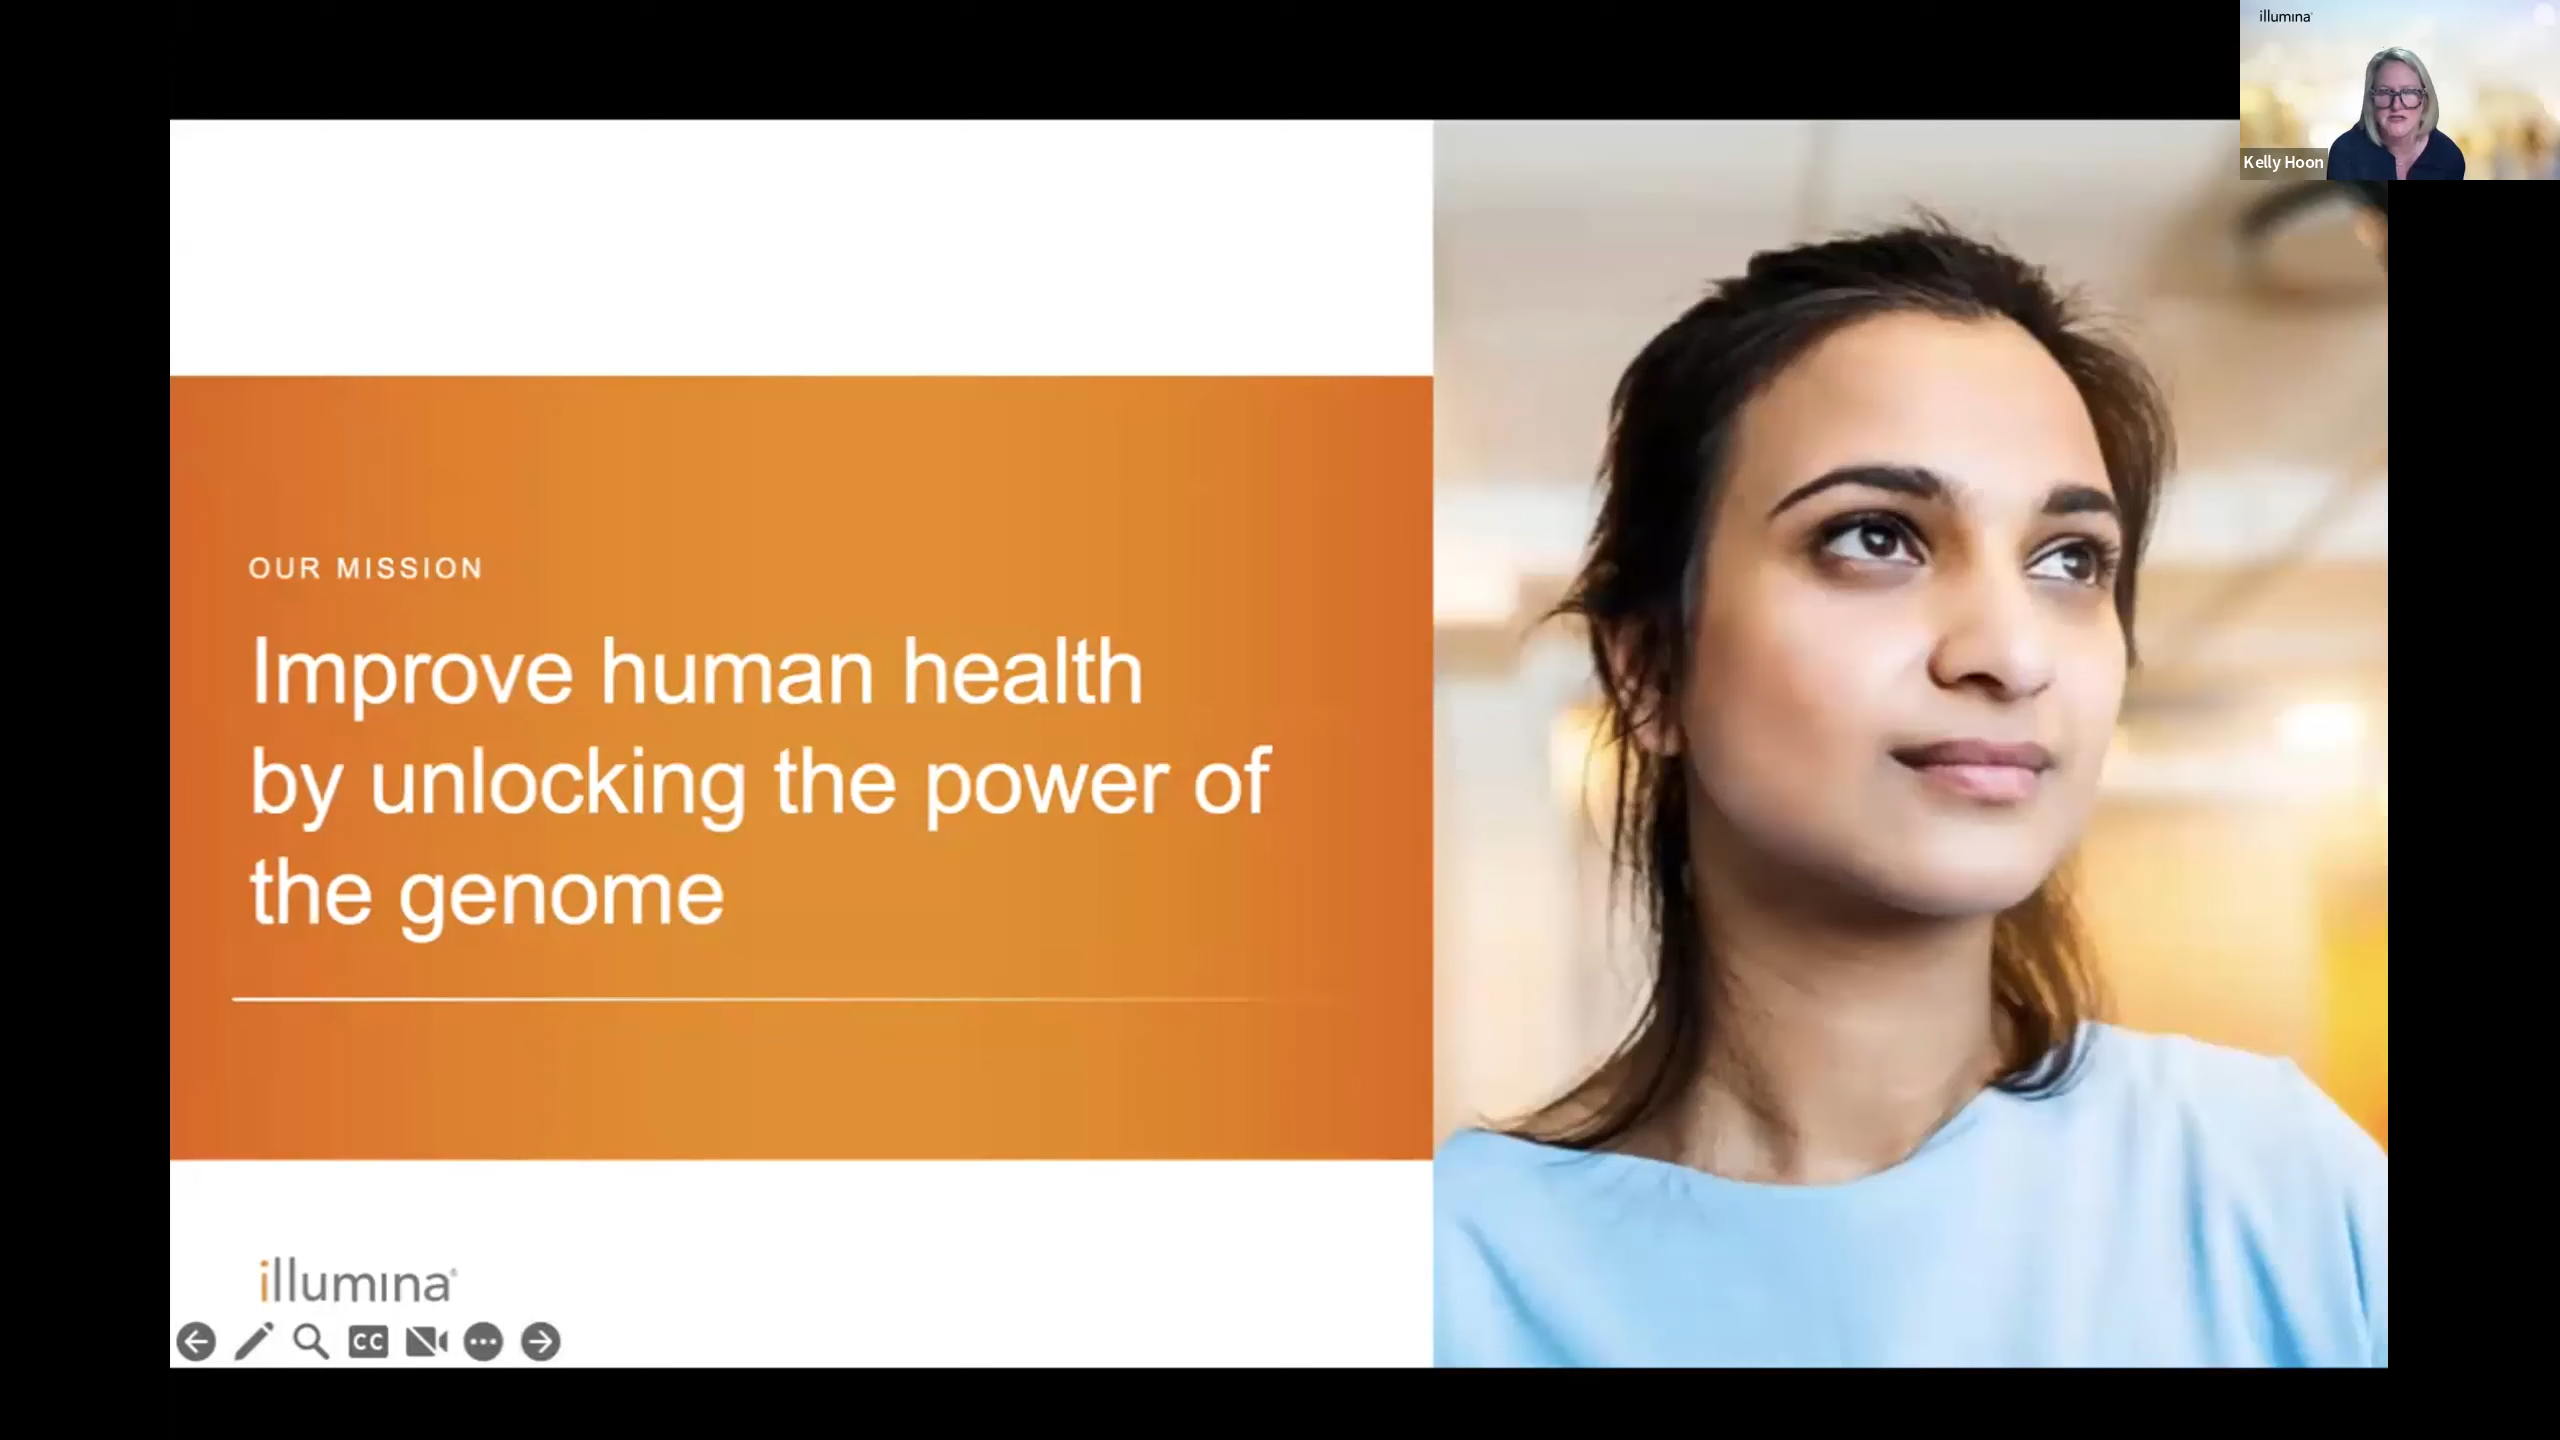 illumina
Kelly Hoon
OUR MISSION
Improve human health
by unlocking the power of
the genome
illumina®
CC